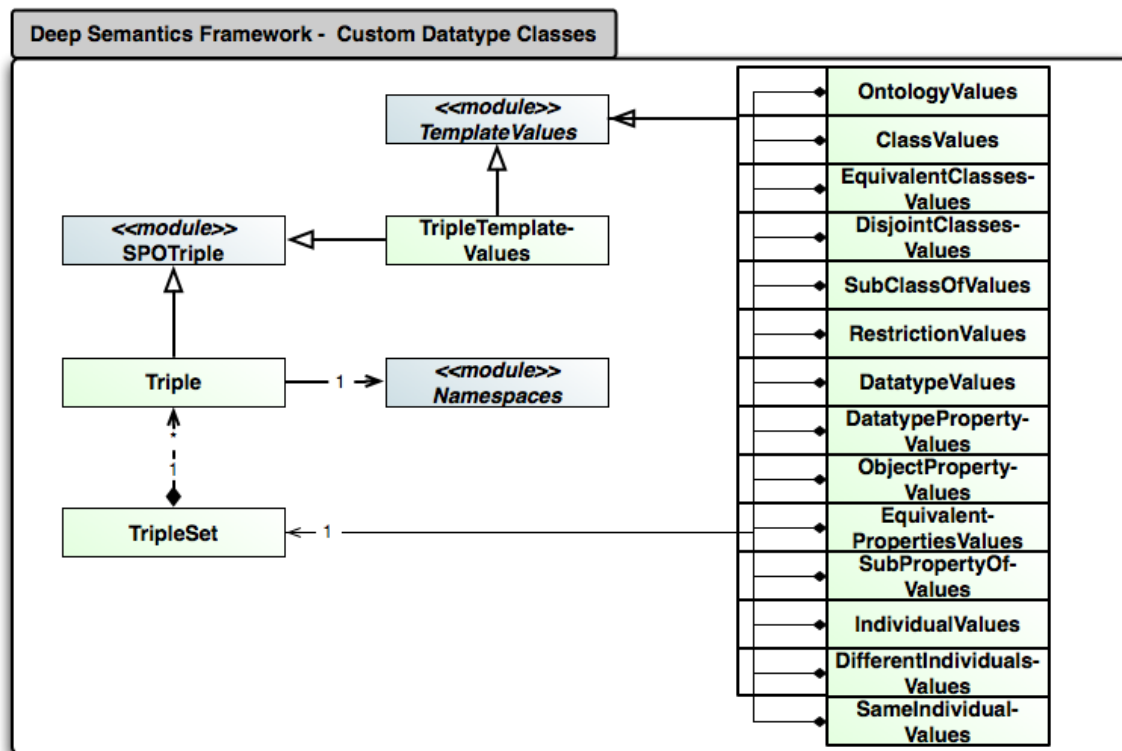 Deep Semantics Framework -  Custom Datatype Classes
<<module>>
TemplateValues
<<module>>
SPOTriple
TripleTemplate-
Values
Triple
1
<<module>>
Namespaces
*
1
TripleSet
1
OntologyValues
ClassValues
EquivalentClasses-
Values
DisjointClasses-
Values
SubClassOfValues
RestrictionValues
DatatypeValues
DatatypeProperty-
Values
ObjectProperty-
Values
Equivalent-
PropertiesValues
SubPropertyOf-
Values
IndividualValues
DifferentIndividuals-
Values
SameIndividual-
Values